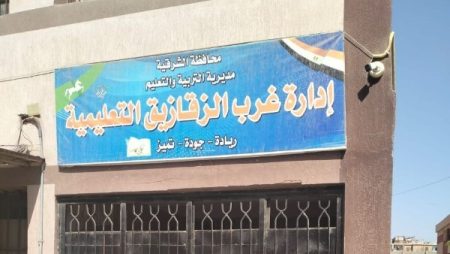 محافظة الشرقية
مديرية التربية والتعليم
إدارة غرب الزقازيق التعليمية
ريادة - جودة - تميز